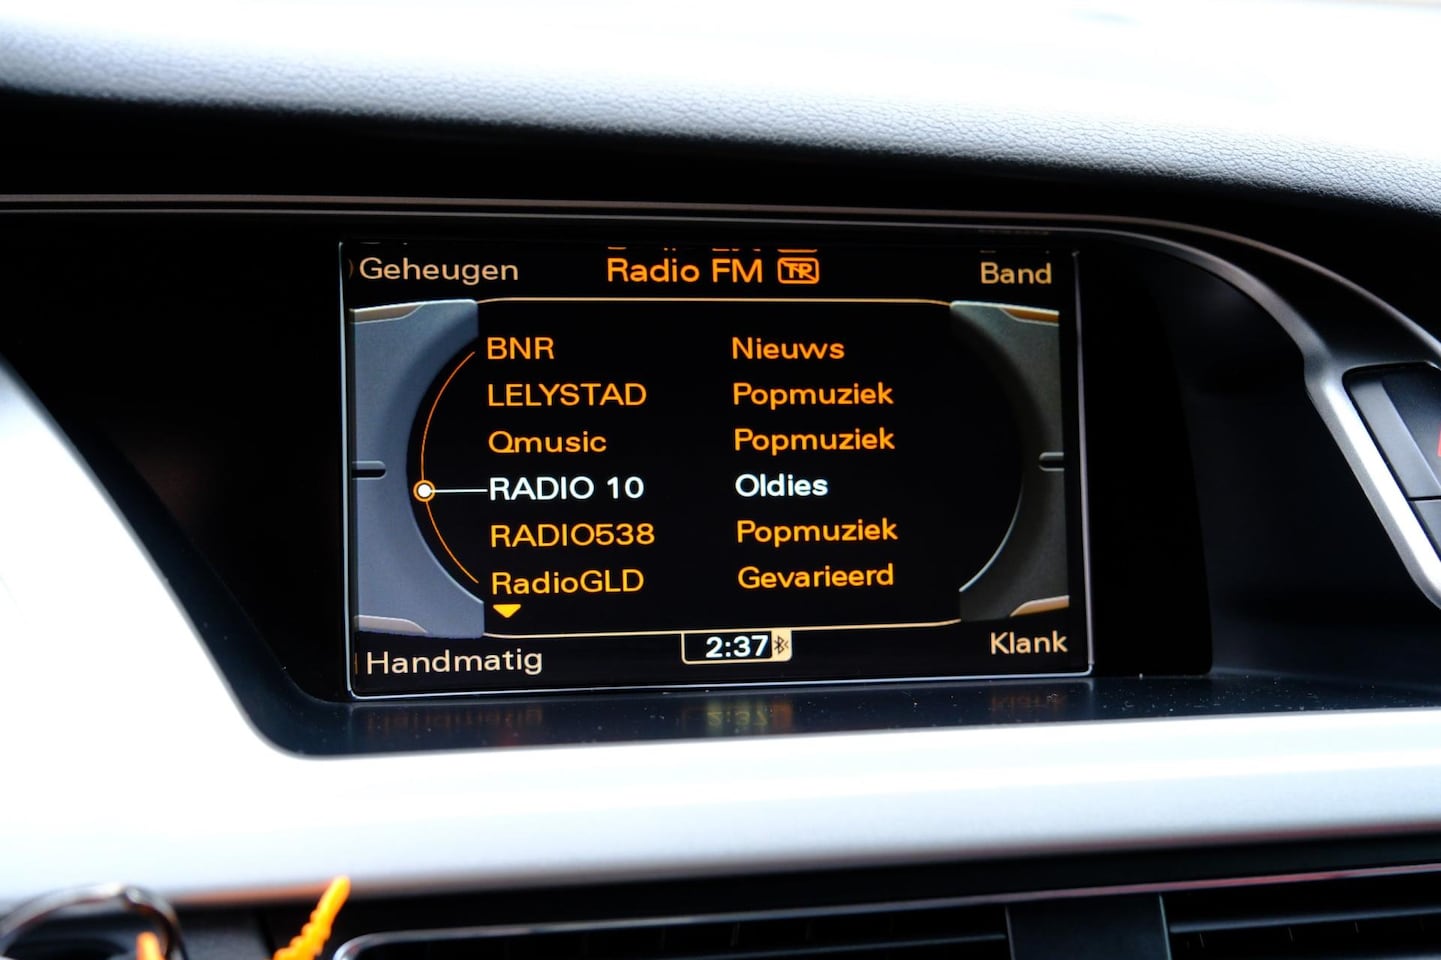 Geheugen Radio FM TP Band
BNR Nieuws
LELYSTAD Popmuziek
Qmusic Popmuziek
RADIO 10 Oldies
RADIO538 Popmuziek
RadioGLD Gevarieerd
Handmatig 2:37 Klank